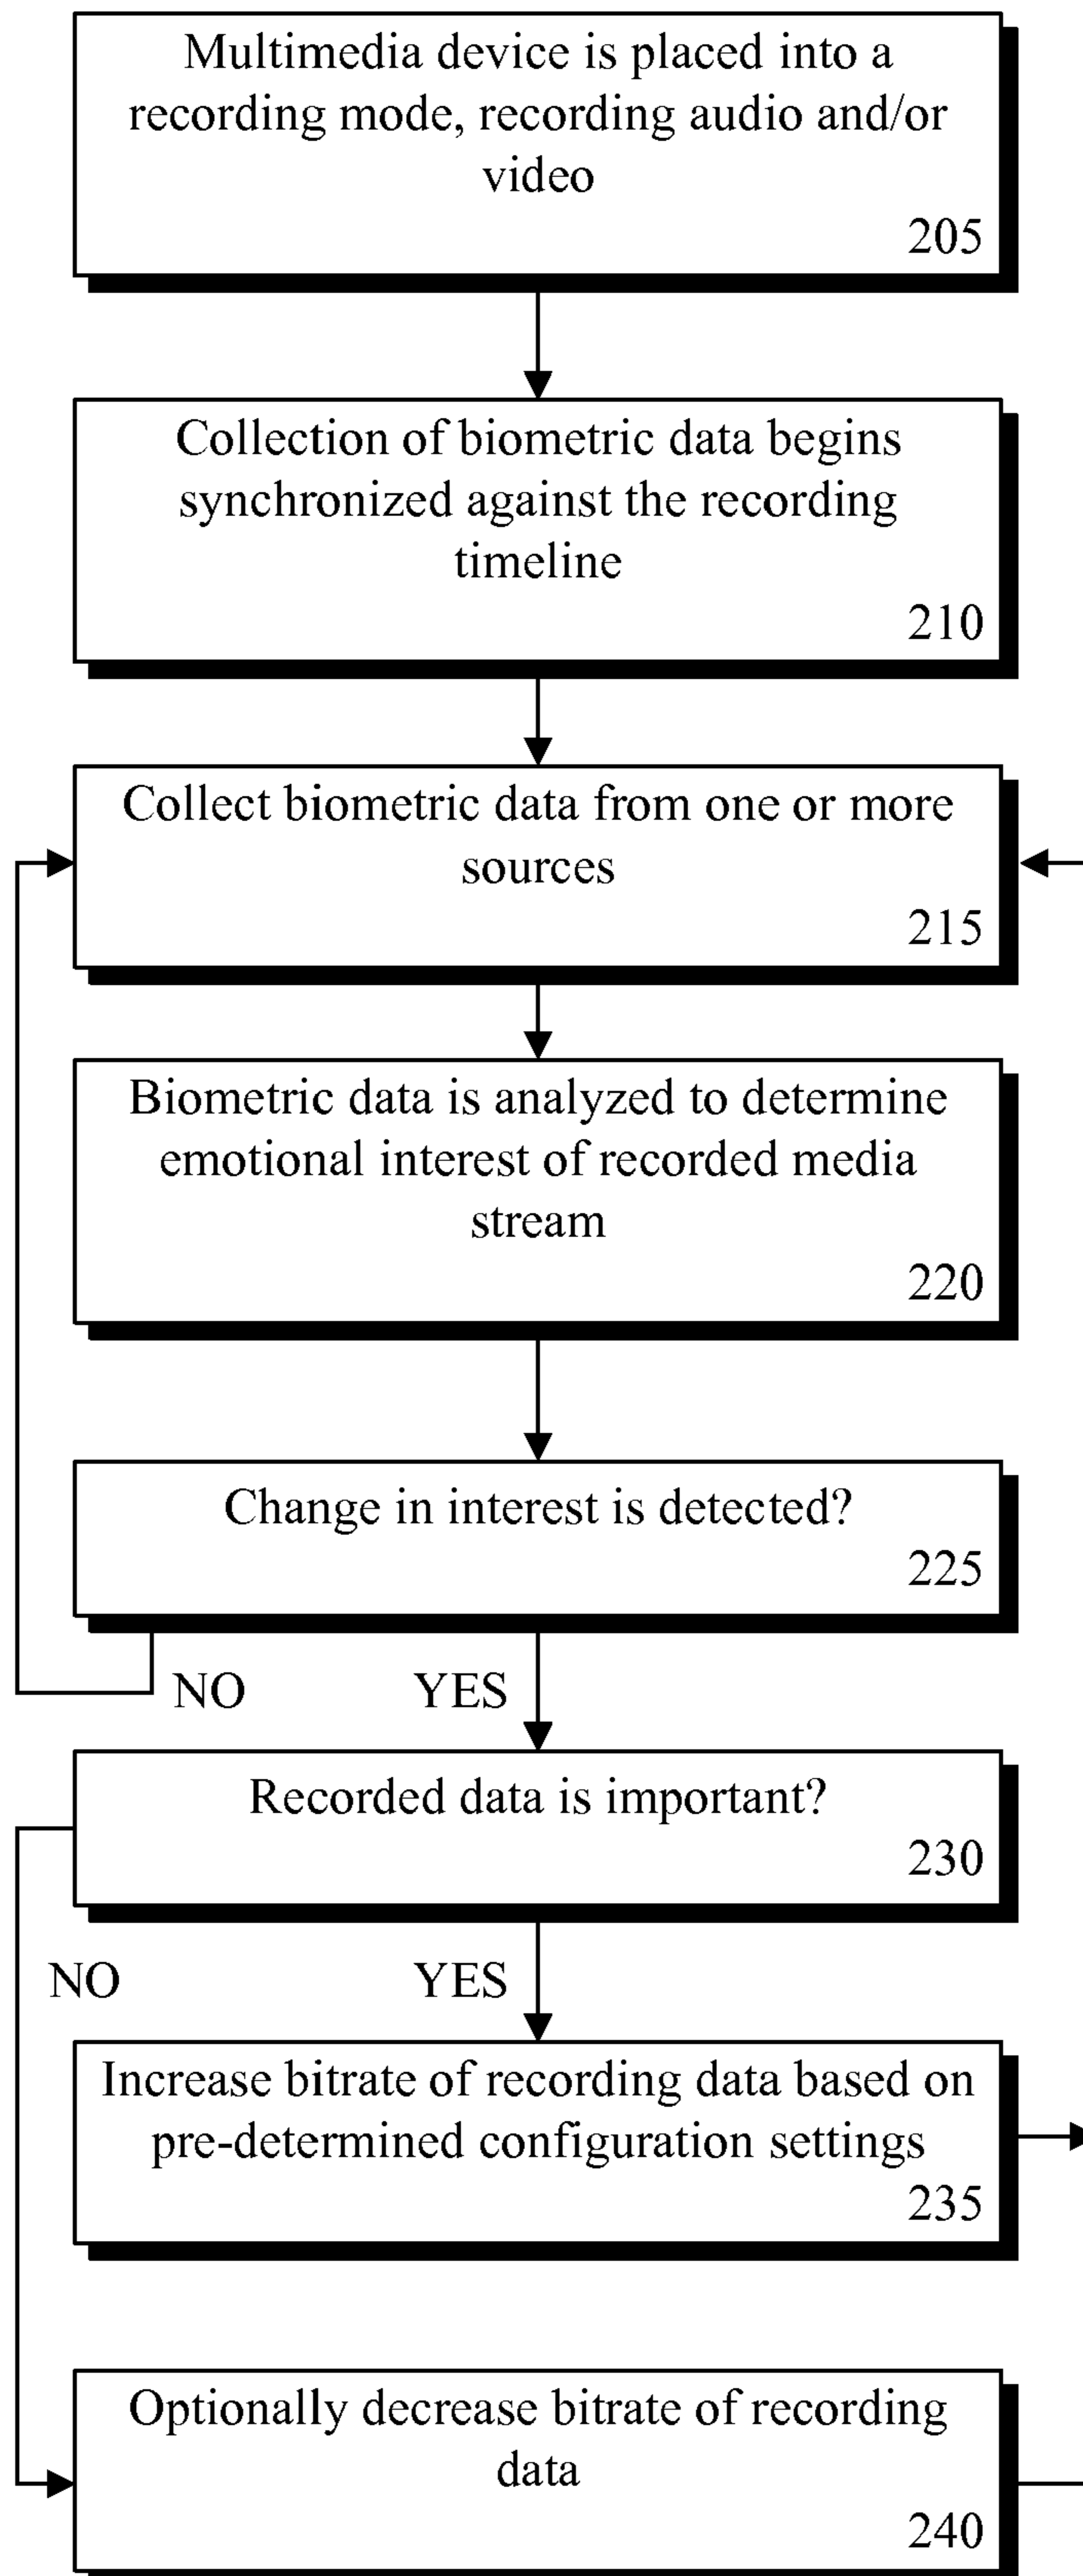 Multimedia device is placed into a
recording mode, recording audio and/or
video
205
Collection of biometric data begins
synchronized against the recording
timeline
210
Collect biometric data from one or more
sources
215
Biometric data is analyzed to determine
emotional interest of recorded media
stream
220
Change in interest is detected?
225
NO
YES
Recorded data is important?
230
NO
YES
Increase bitrate of recording data based on
pre-determined configuration settings
235
Optionally decrease bitrate of recording
data
240